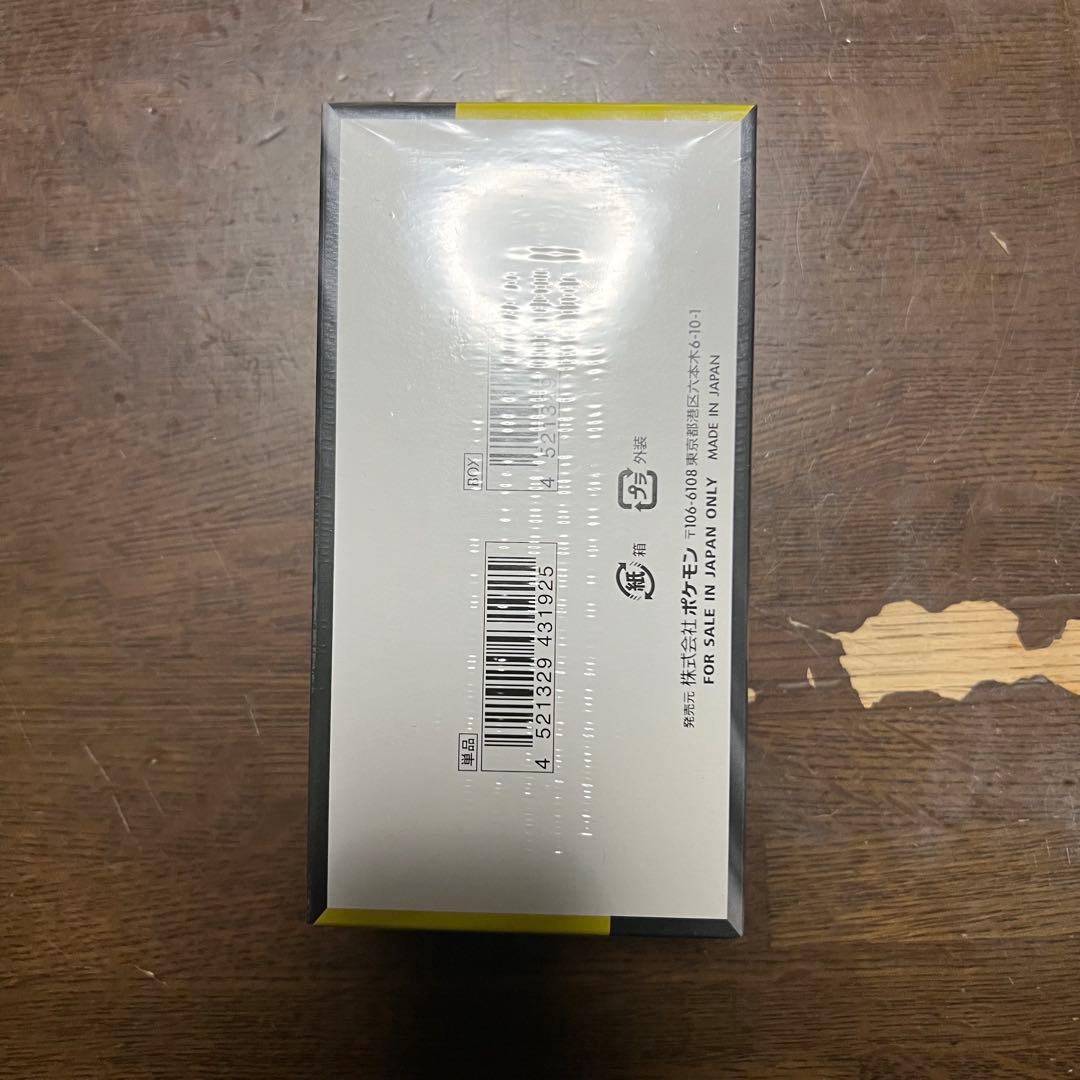 単品
4 521329 431925
BOX
4 52132
紙 箱
プラ 外装
発売元 株式会社ポケモン 〒106-6108 東京都港区六本木6-10-1
FOR SALE IN JAPAN ONLY MADE IN JAPAN